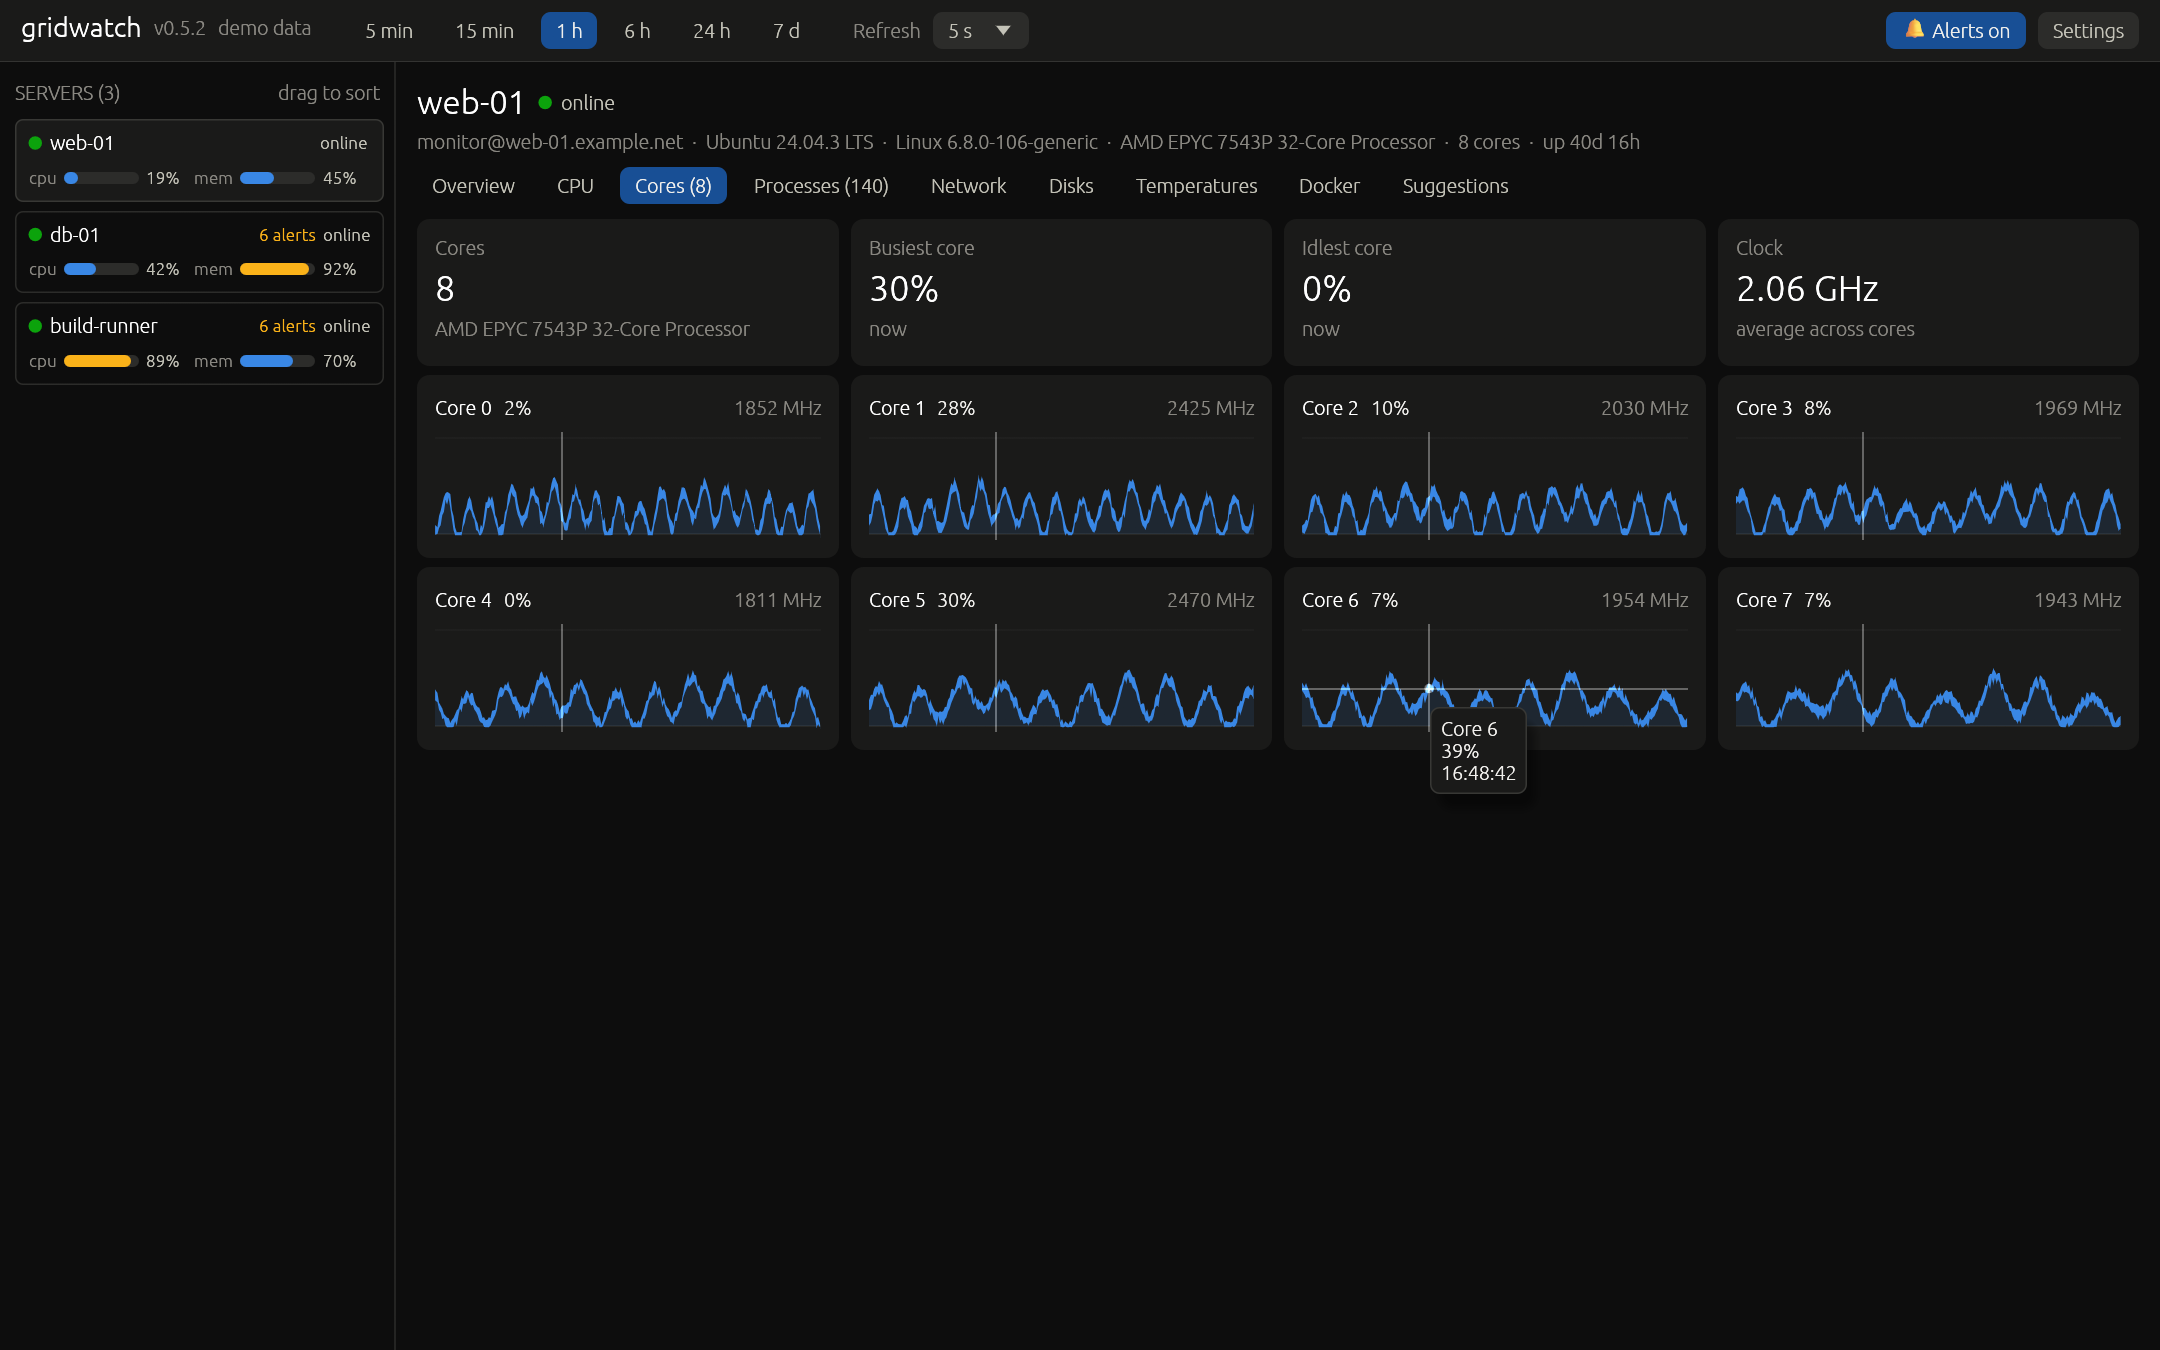 gridwatch v0.5.2 demo data 5 min 15 min 1 h 6 h 24 h 7 d Refresh 5 s Alerts on Settings
SERVERS (3) drag to sort
web-01 online
cpu 19% mem 45%
db-01 6 alerts online
cpu 42% mem 92%
build-runner 6 alerts online
cpu 89% mem 70%
web-01 online
monitor@web-01.example.net · Ubuntu 24.04.3 LTS · Linux 6.8.0-106-generic · AMD EPYC 7543P 32-Core Processor · 8 cores · up 40d 16h
Overview CPU Cores (8) Processes (140) Network Disks Temperatures Docker Suggestions
Cores
8
AMD EPYC 7543P 32-Core Processor
Busiest core
30%
now
Idlest core
0%
now
Clock
2.06 GHz
average across cores
Core 0 2% 1852 MHz
Core 1 28% 2425 MHz
Core 2 10% 2030 MHz
Core 3 8% 1969 MHz
Core 4 0% 1811 MHz
Core 5 30% 2470 MHz
Core 6 7% 1954 MHz
Core 7 7% 1943 MHz
Core 6
39%
16:48:42